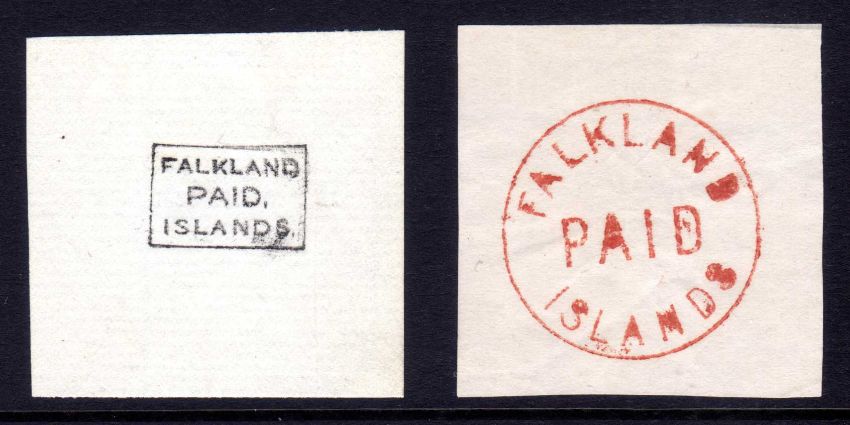 FALKLAND
PAID,
ISLANDS.
FALKLAND
PAID
ISLANDS